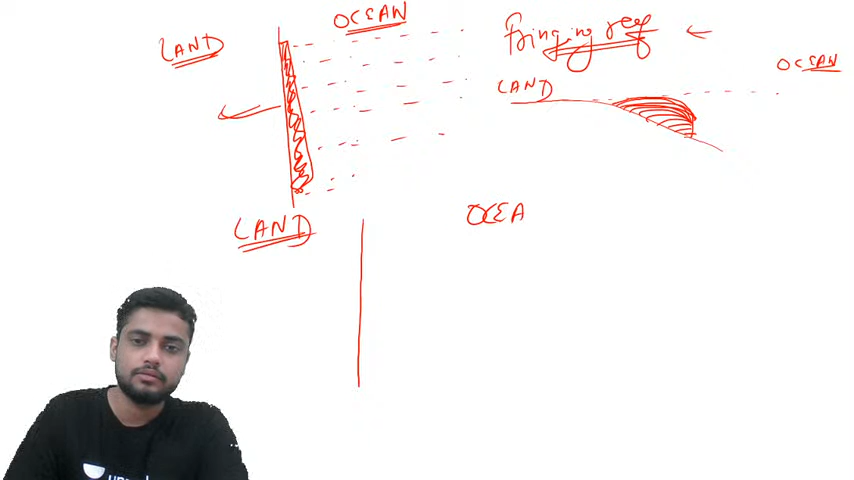 OCEAN
LAND
Fringing reef
OCEAN
LAND
LAND
OCEA